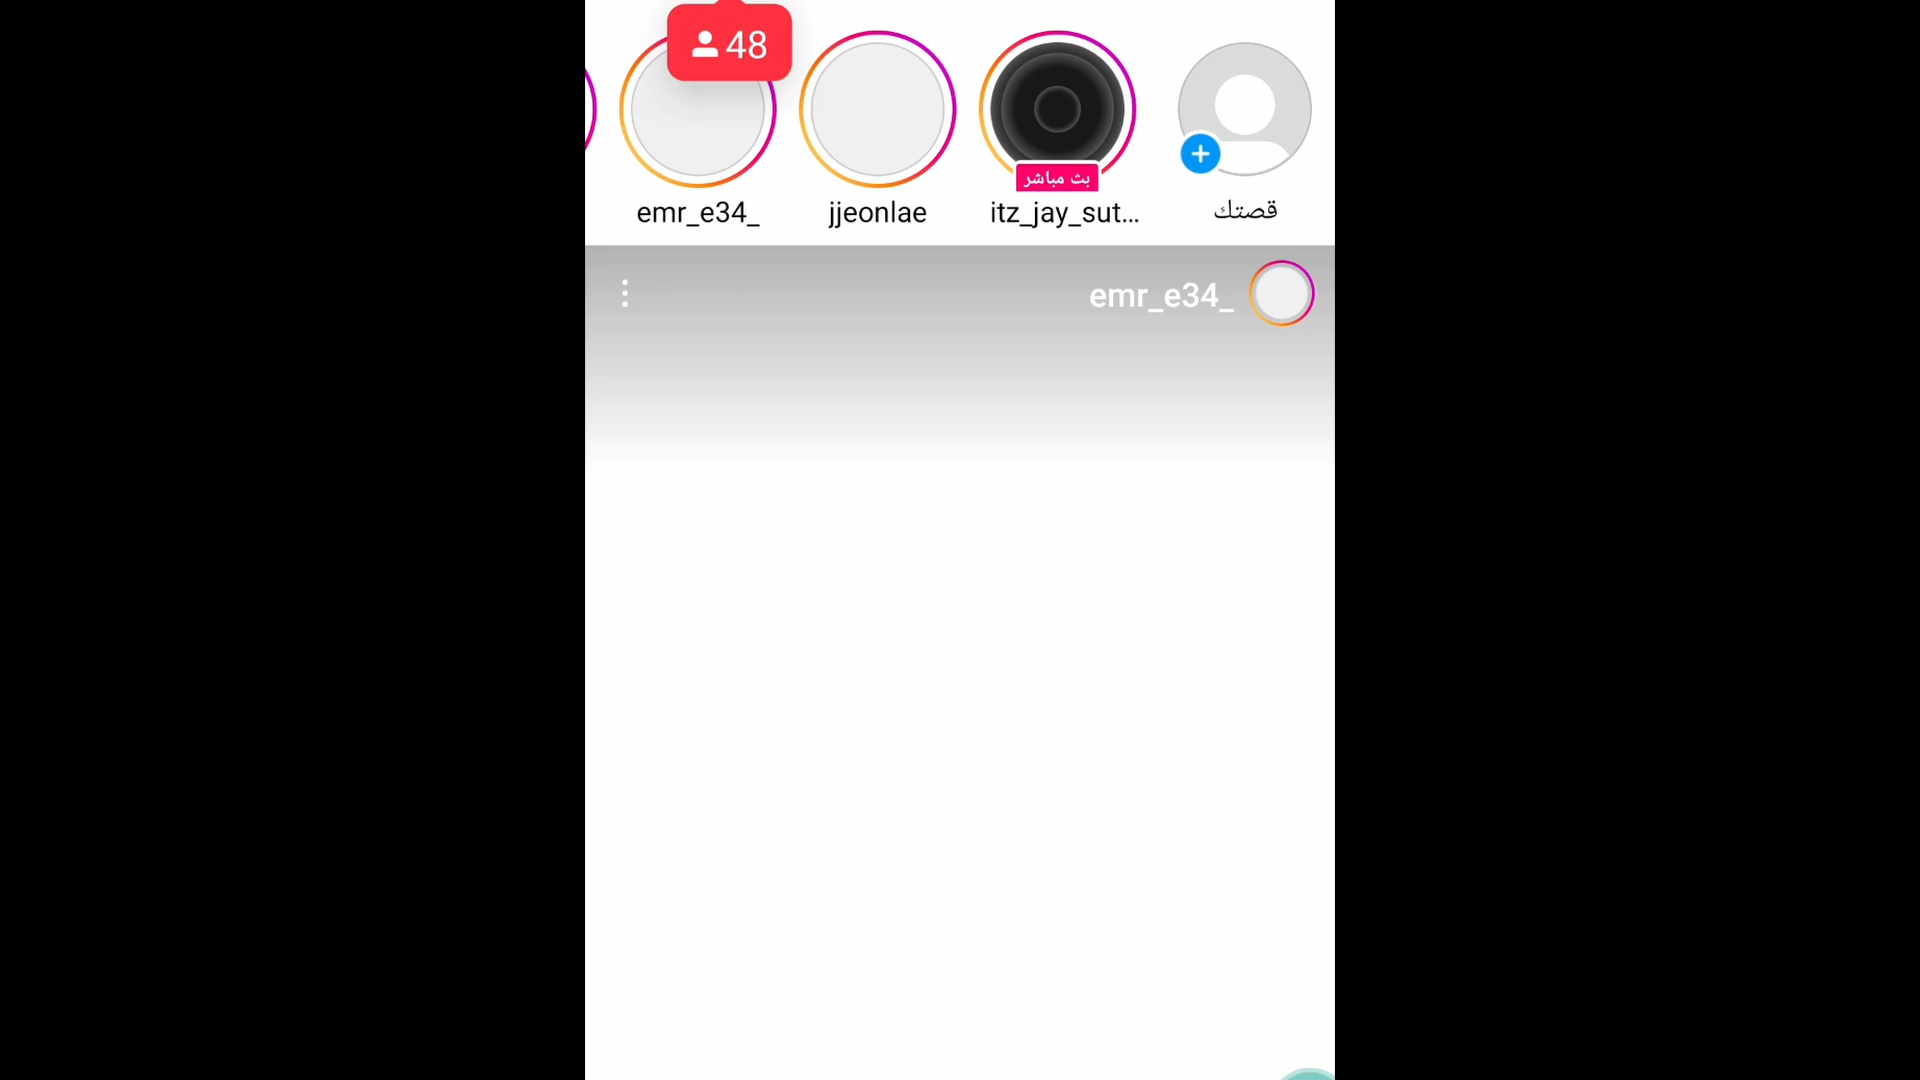 48
emr_e34_
jjeonlae
itz_jay_sut...
بث مباشر
قصتك
emr_e34_